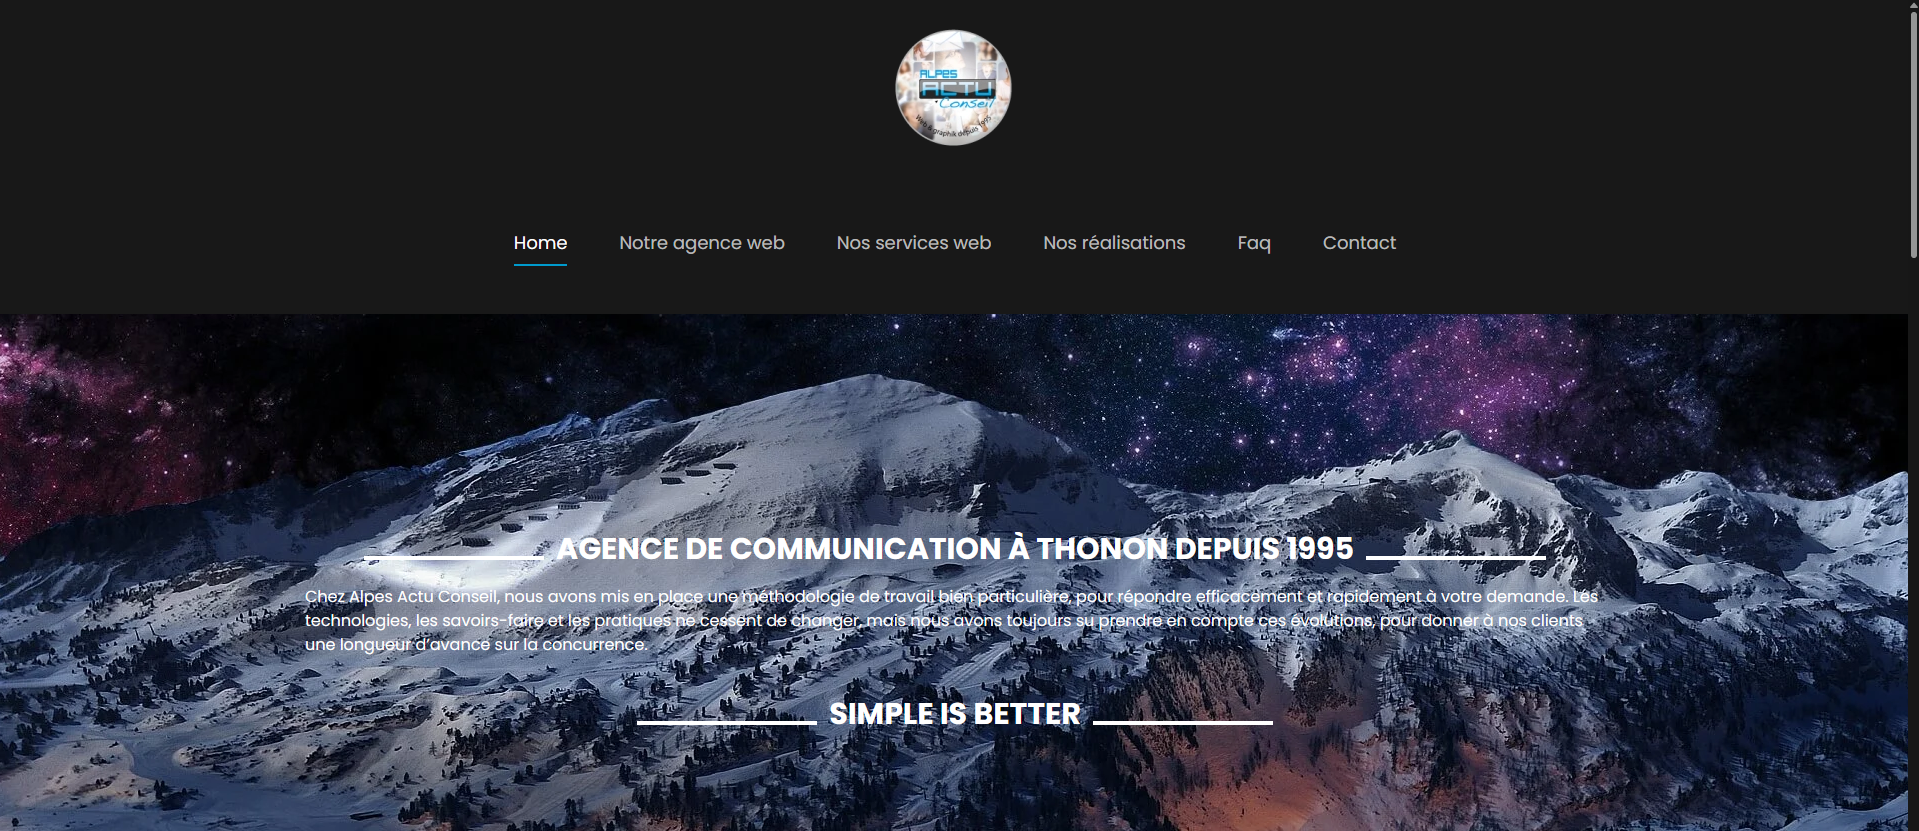 ALPES
ACTU
Conseil
Web & graphik depuis 1995
Home
Notre agence web
Nos services web
Nos réalisations
Faq
Contact
AGENCE DE COMMUNICATION À THONON DEPUIS 1995
Chez Alpes Actu Conseil, nous avons mis en place une méthodologie de travail bien particulière, pour répondre efficacement et rapidement à votre demande. Les
technologies, les savoirs-faire et les pratiques ne cessent de changer, mais nous avons toujours su prendre en compte ces évolutions, pour donner à nos clients
une longueur d’avance sur la concurrence.
SIMPLE IS BETTER